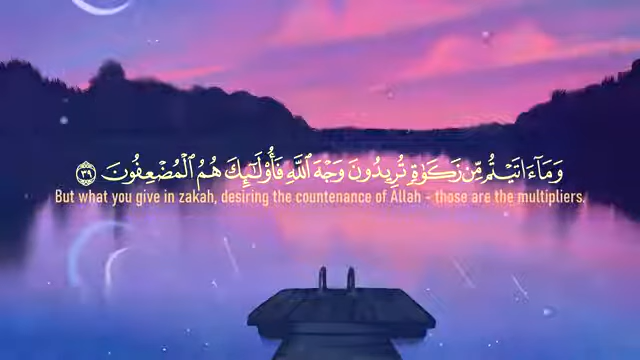 وَمَآ ءَاتَيْتُم مِّن زَكَوٰةٍ تُرِيدُونَ وَجْهَ ٱللَّهِ فَأُو۟لَـٰٓئِكَ هُمُ ٱلْمُضْعِفُونَ ٣٩
But what you give in zakah, desiring the countenance of Allah - those are the multipliers.